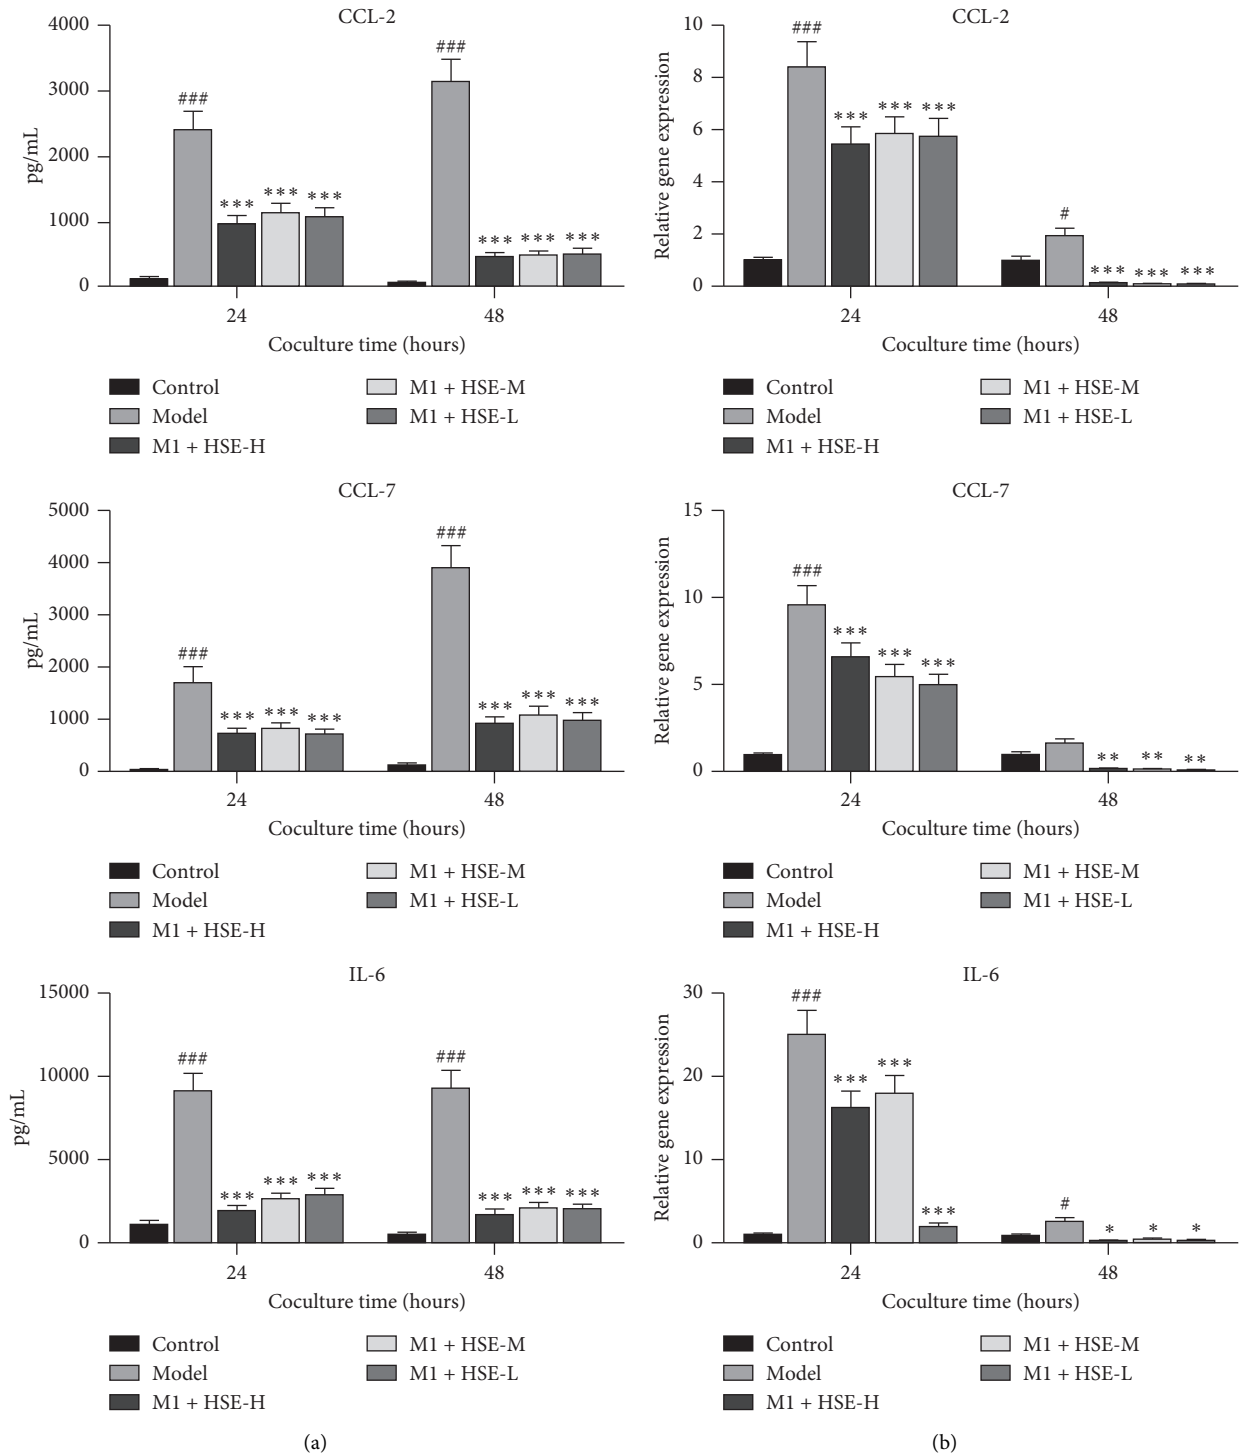 CCL-2
pg/mL
4000
3000
2000
1000
0
###
***
***
***
###
***
***
***
24
48
Coculture time (hours)
Control
Model
M1 + HSE-H
M1 + HSE-M
M1 + HSE-L
CCL-2
Relative gene expression
10
8
6
4
2
0
###
***
***
***
#
***
***
***
24
48
Coculture time (hours)
Control
Model
M1 + HSE-H
M1 + HSE-M
M1 + HSE-L
CCL-7
pg/mL
5000
4000
3000
2000
1000
0
###
***
***
***
###
***
***
***
24
48
Coculture time (hours)
Control
Model
M1 + HSE-H
M1 + HSE-M
M1 + HSE-L
CCL-7
Relative gene expression
15
10
5
0
###
***
***
***
**
**
**
24
48
Coculture time (hours)
Control
Model
M1 + HSE-H
M1 + HSE-M
M1 + HSE-L
IL-6
pg/mL
15000
10000
5000
0
###
***
***
***
###
***
***
***
24
48
Coculture time (hours)
Control
Model
M1 + HSE-H
M1 + HSE-M
M1 + HSE-L
(a)
IL-6
Relative gene expression
30
20
10
0
###
***
***
***
#
*
*
*
24
48
Coculture time (hours)
Control
Model
M1 + HSE-H
M1 + HSE-M
M1 + HSE-L
(b)